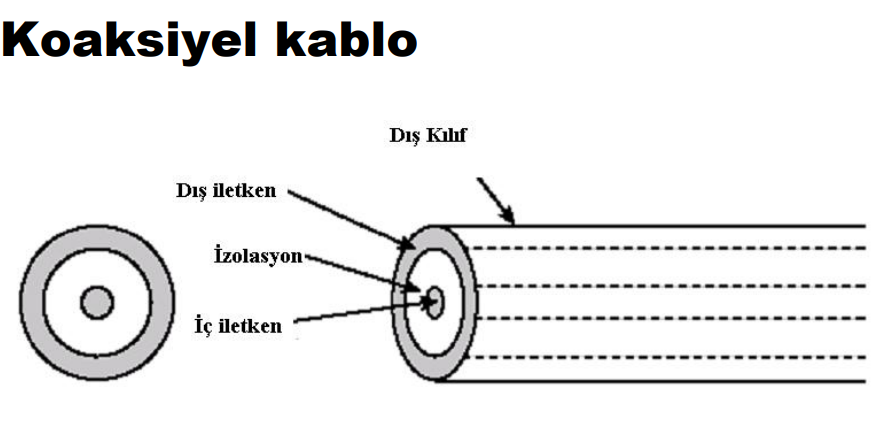 Koaksiyel kablo
Dış Kılıf
Dış iletken
İzolasyon
İç iletken